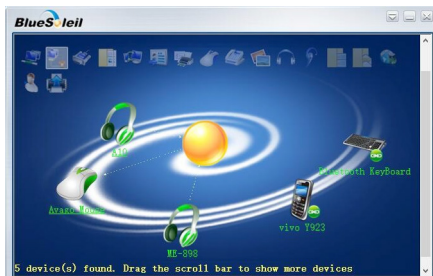 BlueSoleil
a10
Bluetooth KeyBoard
Avago Mouse
vivo Y923
ME-898
5 device(s) found. Drag the scroll bar to show more devices